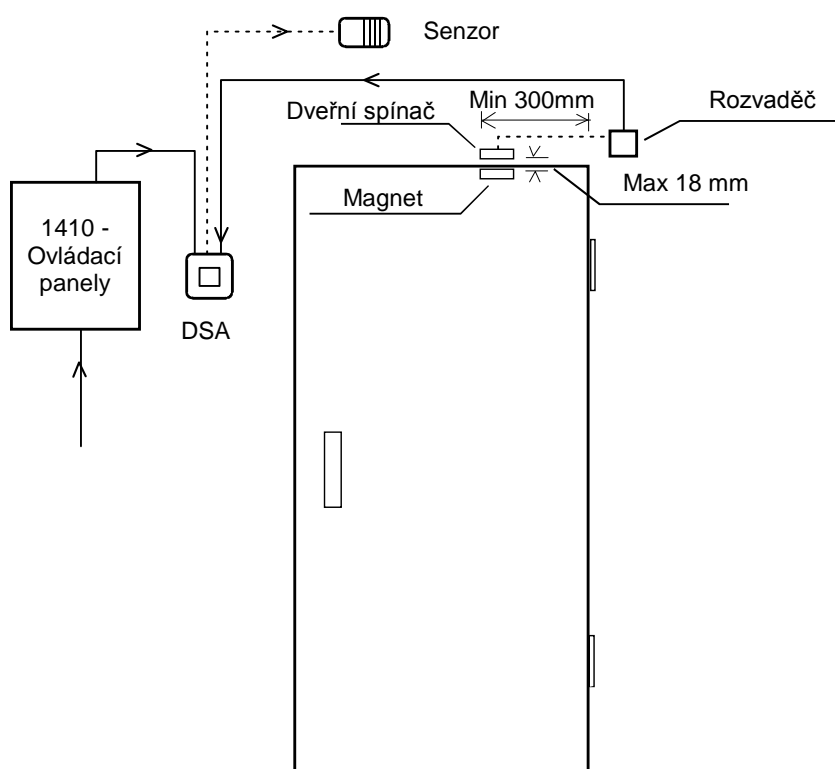 Senzor
Min 300mm
Rozvaděč
Dveřní spínač
Max 18 mm
Magnet
1410 -
Ovládací
panely
DSA